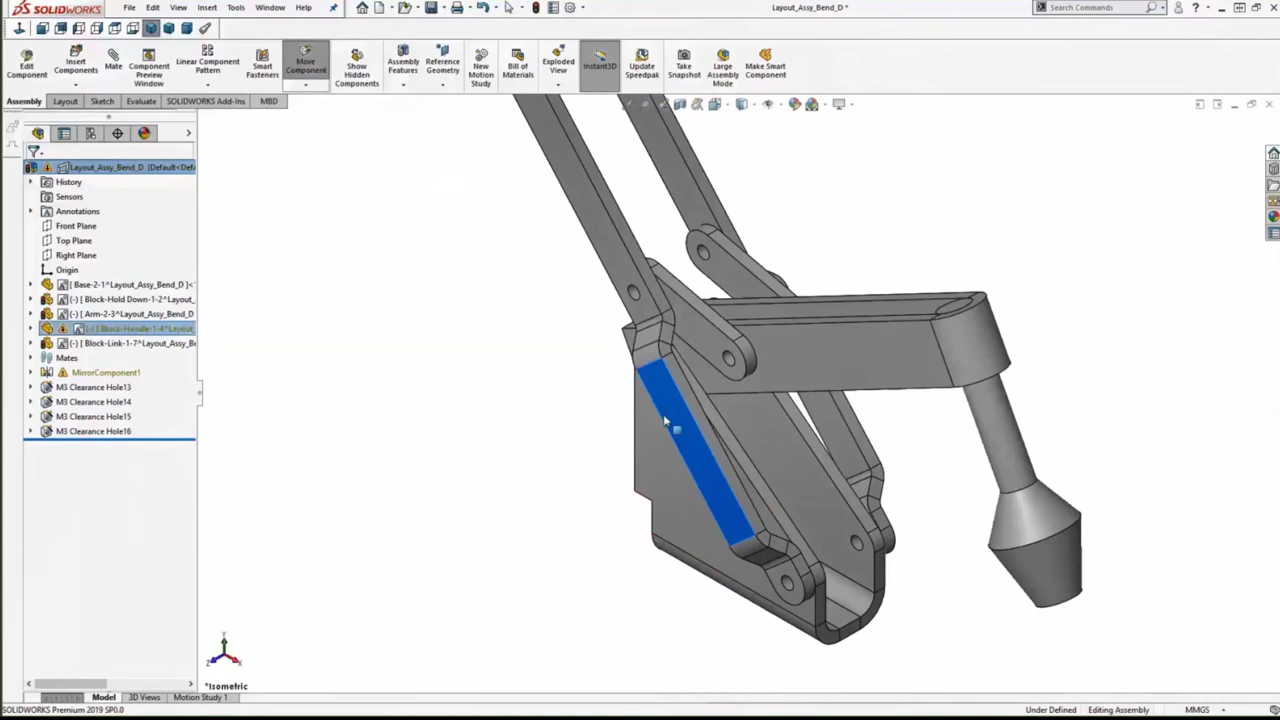 SOLIDWORKS File Edit View Insert Tools Window Help Layout_Assy_Bend_D * Search Commands
Edit Component
Insert Components
Mate
Component Preview Window
Linear Component Pattern
Smart Fasteners
Move Component
Show Hidden Components
Assembly Features
Reference Geometry
New Motion Study
Bill of Materials
Exploded View
Instant3D
Update Speedpak
Take Snapshot
Large Assembly Mode
Make Smart Component
Assembly Layout Sketch Evaluate SOLIDWORKS Add-Ins MBD
Layout_Assy_Bend_D (Default<Defa
History
Sensors
Annotations
Front Plane
Top Plane
Right Plane
Origin
[ Base-2-1^Layout_Assy_Bend_D ]<
(-) [ Block-Hold Down-1-2^Layout_
(-) [ Arm-2-3^Layout_Assy_Bend_D
(-) [ Block-Handle-1-4^Layout_
(-) [ Block-Link-1-7^Layout_Assy_Be
Mates
MirrorComponent1
M3 Clearance Hole13
M3 Clearance Hole14
M3 Clearance Hole15
M3 Clearance Hole16
Y
Z
X
*Isometric
Model 3D Views Motion Study 1
SOLIDWORKS Premium 2019 SP0.0 Under Defined Editing Assembly MMGS